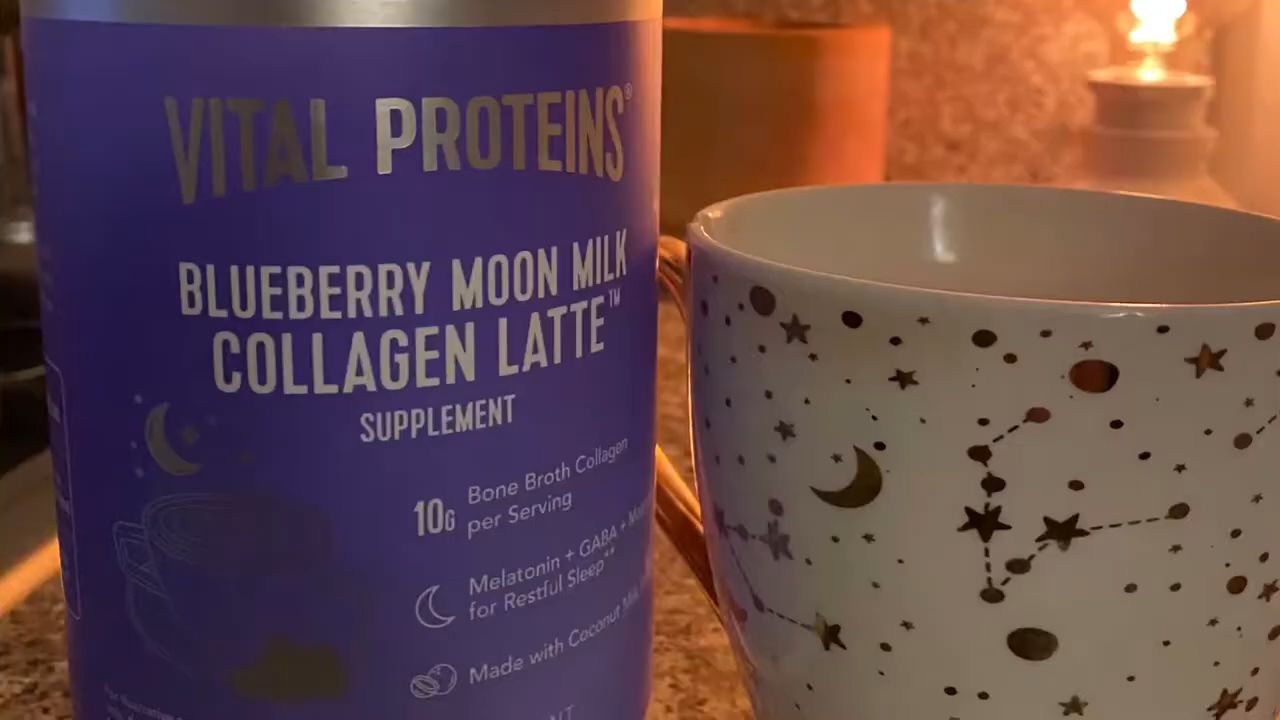 VITAL PROTEINS®
BLUEBERRY MOON MILK
COLLAGEN LATTE™
SUPPLEMENT
10G
Bone Broth Collagen
per Serving
Melatonin + GABA +
for Restful Sleep**
Made with Coconut Milk